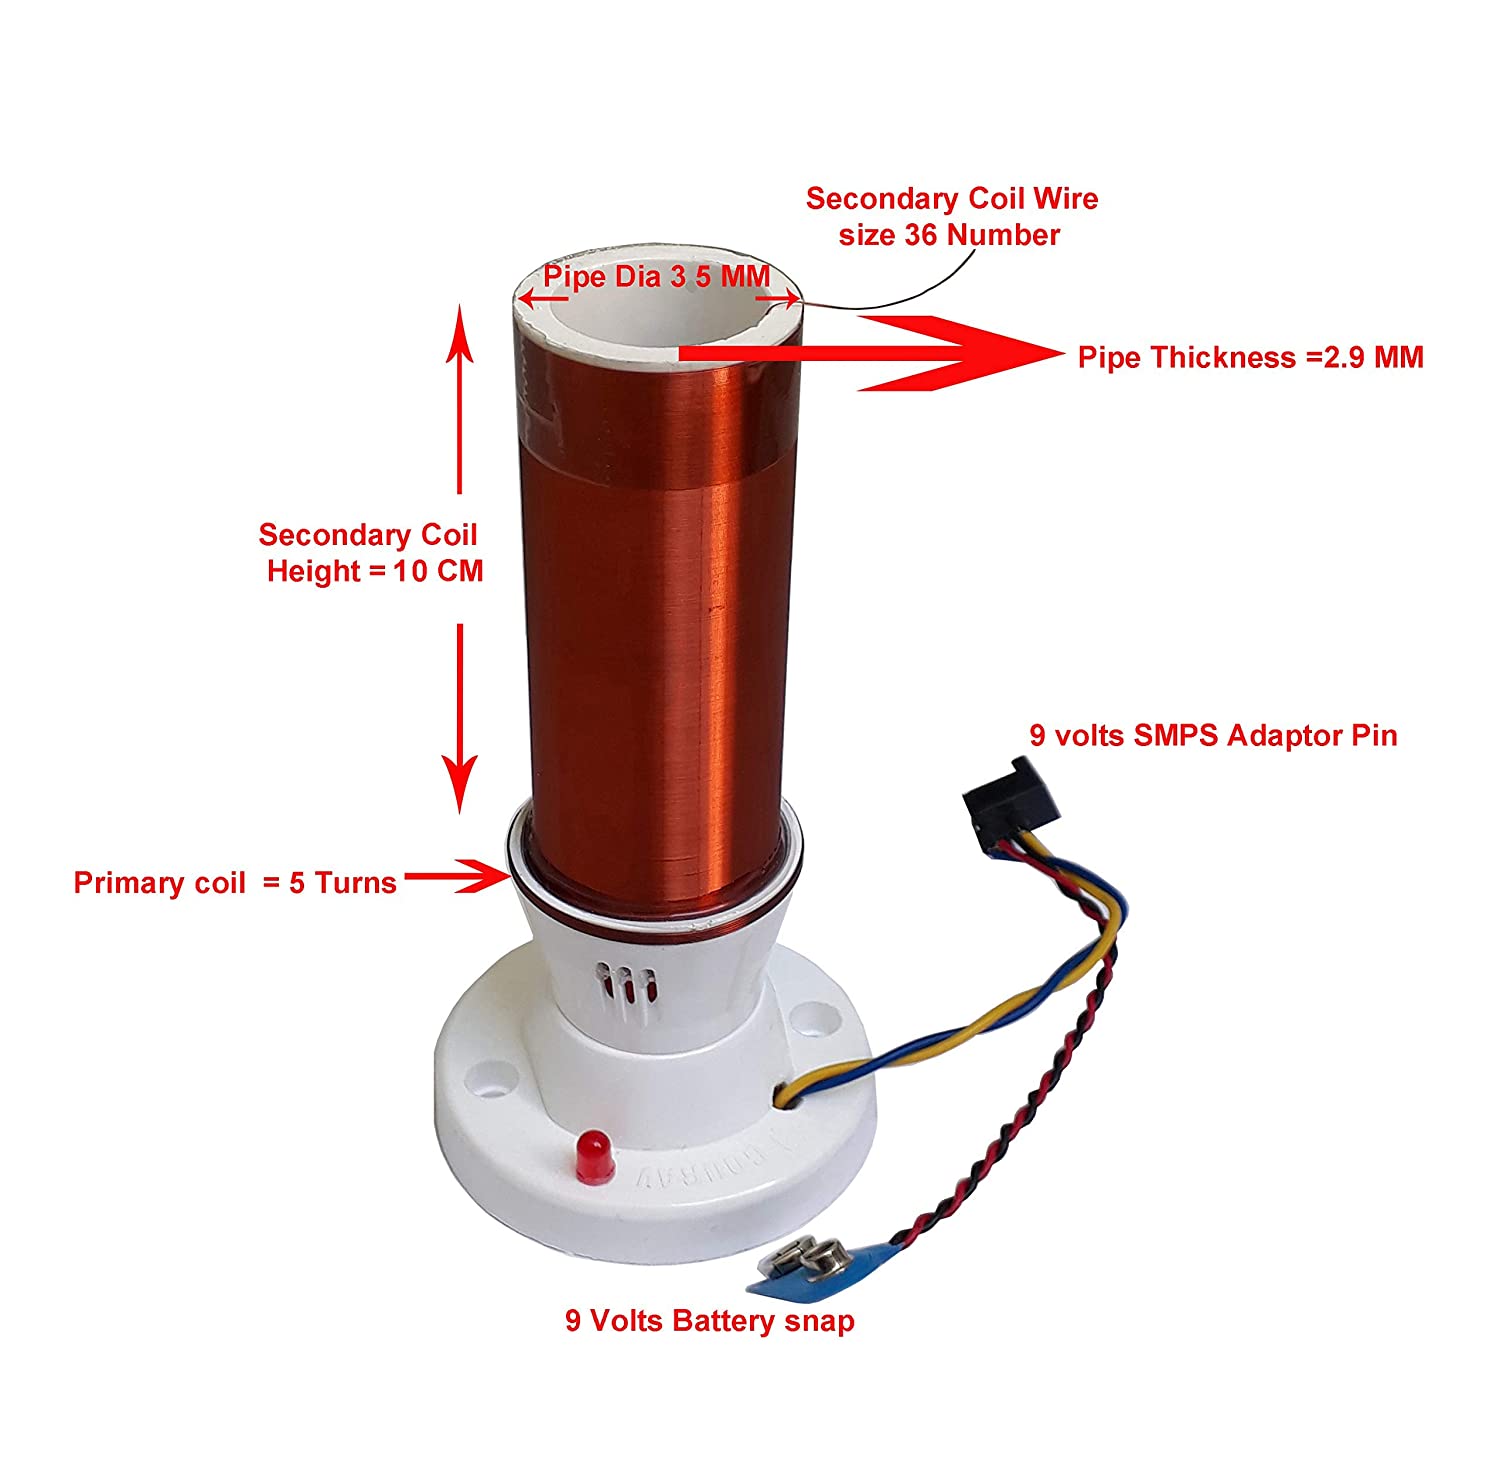 Secondary Coil Wire
size 36 Number
Pipe Dia 3 5 MM
Pipe Thickness =2.9 MM
Secondary Coil
Height = 10 CM
9 volts SMPS Adaptor Pin
Primary coil = 5 Turns
9 Volts Battery snap